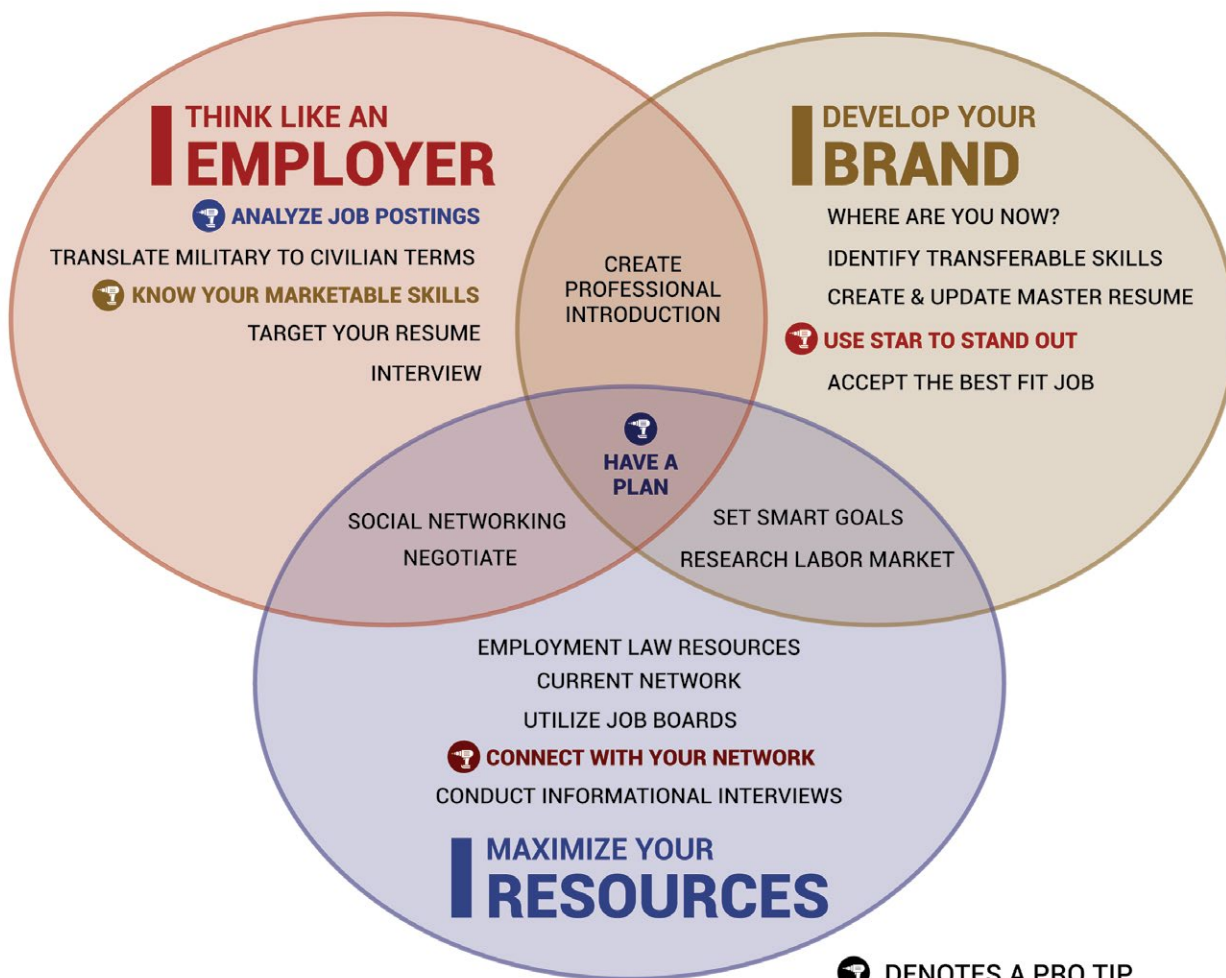 THINK LIKE AN
EMPLOYER
ANALYZE JOB POSTINGS
TRANSLATE MILITARY TO CIVILIAN TERMS
KNOW YOUR MARKETABLE SKILLS
TARGET YOUR RESUME
INTERVIEW
CREATE
PROFESSIONAL
INTRODUCTION
DEVELOP YOUR
BRAND
WHERE ARE YOU NOW?
IDENTIFY TRANSFERABLE SKILLS
CREATE & UPDATE MASTER RESUME
USE STAR TO STAND OUT
ACCEPT THE BEST FIT JOB
HAVE A
PLAN
SOCIAL NETWORKING
NEGOTIATE
SET SMART GOALS
RESEARCH LABOR MARKET
EMPLOYMENT LAW RESOURCES
CURRENT NETWORK
UTILIZE JOB BOARDS
CONNECT WITH YOUR NETWORK
CONDUCT INFORMATIONAL INTERVIEWS
MAXIMIZE YOUR
RESOURCES
DENOTES A PRO TIP